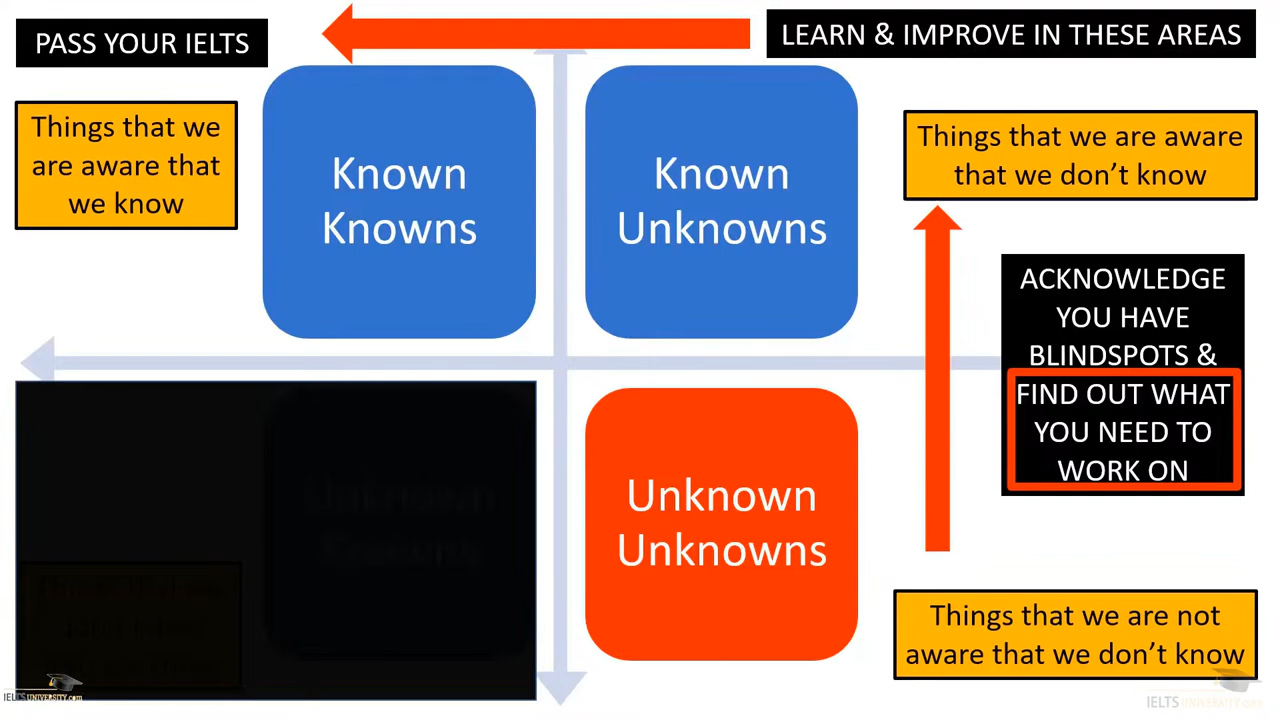 PASS YOUR IELTS
LEARN & IMPROVE IN THESE AREAS
Things that we
are aware that
we know
Known
Knowns
Known
Unknowns
Things that we are aware
that we don’t know
ACKNOWLEDGE
YOU HAVE
BLINDSPOTS &
FIND OUT WHAT
YOU NEED TO
WORK ON
Unknown
Knowns
Unknown
Unknowns
Things that we are not
aware that we don’t know
IELTSUNIVERSITY.com
IELTSUNIVERSITY.com